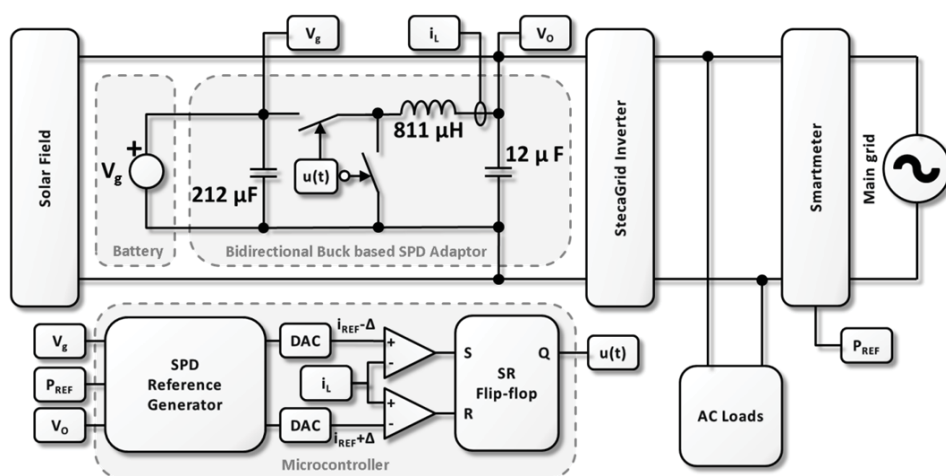 Vg
iL
VO
Solar Field
+
Vg
Battery
212 µF
u(t)
811 µH
12 µ F
Bidirectional Buck based SPD Adaptor
StecaGrid Inverter
Smartmeter
Main grid
Vg
PREF
VO
SPD
Reference
Generator
DAC
iREF-Δ
iL
DAC
iREF+Δ
+
-
+
-
S
R
Q
SR
Flip-flop
u(t)
Microcontroller
AC Loads
PREF